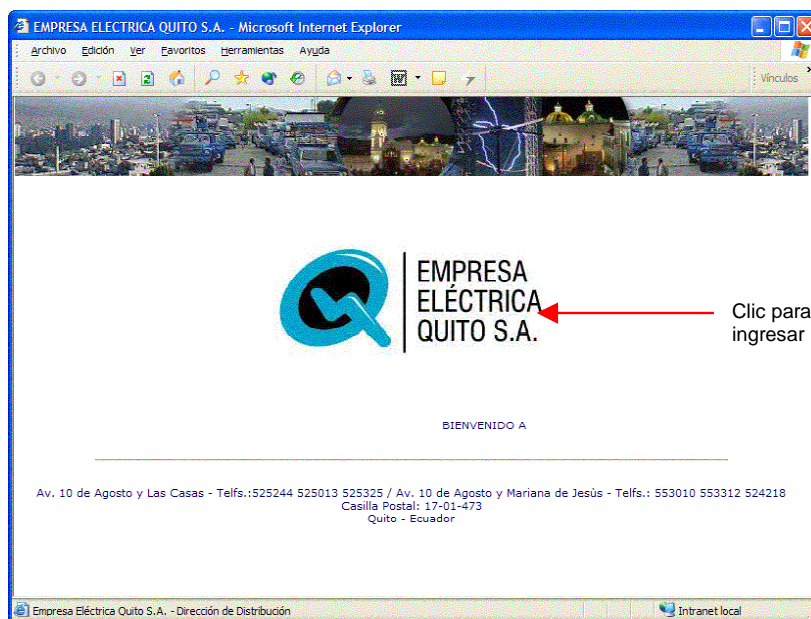 EMPRESA ELECTRICA QUITO S.A. - Microsoft Internet Explorer
Archivo Edición Ver Favoritos Herramientas Ayuda
Vínculos
EMPRESA
ELÉCTRICA
QUITO S.A.
Clic para
ingresar
BIENVENIDO A
Av. 10 de Agosto y Las Casas - Telfs.:525244 525013 525325 / Av. 10 de Agosto y Mariana de Jesùs - Telfs.: 553010 553312 524218
Casilla Postal: 17-01-473
Quito - Ecuador
Empresa Eléctrica Quito S.A. - Dirección de Distribución Intranet local